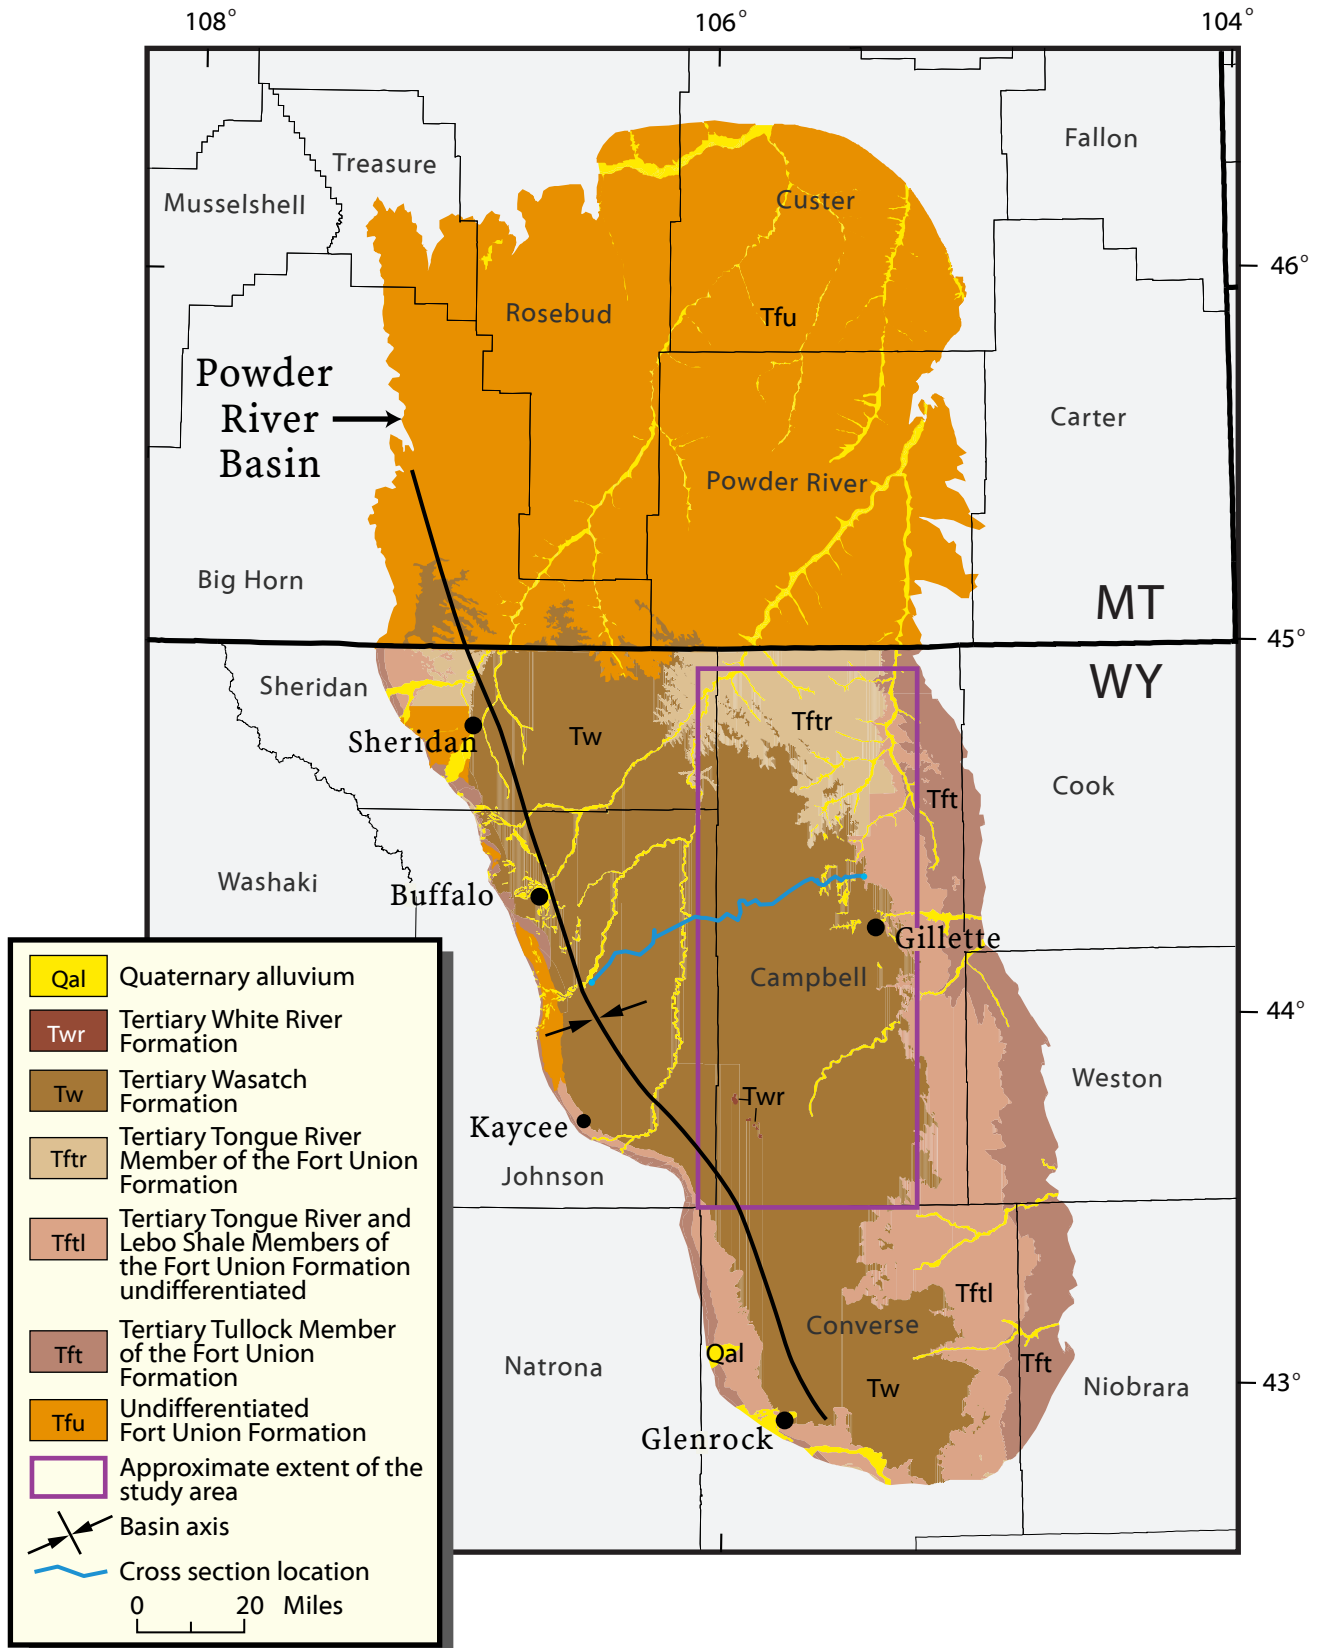 108° 106° 104°
Fallon
Treasure
Musselshell
Custer
46°
Rosebud
Tfu
Powder
River
Basin
Carter
Powder River
Big Horn
MT
45°
WY
Sheridan
Tftr
Sheridan
Tw
Cook
Tft
Washaki
Buffalo
Gillette
Campbell
44°
Weston
Twr
Kaycee
Johnson
Tftl
Converse
Qal
Natrona
Tft
43°
Tw
Niobrara
Glenrock
Qal Quaternary alluvium
Twr Tertiary White River
Formation
Tw Tertiary Wasatch
Formation
Tertiary Tongue River
Tftr Member of the Fort Union
Formation
Tertiary Tongue River and
Tftl Lebo Shale Members of
the Fort Union Formation
undifferentiated
Tertiary Tullock Member
Tft of the Fort Union
Formation
Tfu Undifferentiated
Fort Union Formation
Approximate extent of the
study area
Basin axis
Cross section location
0 20 Miles